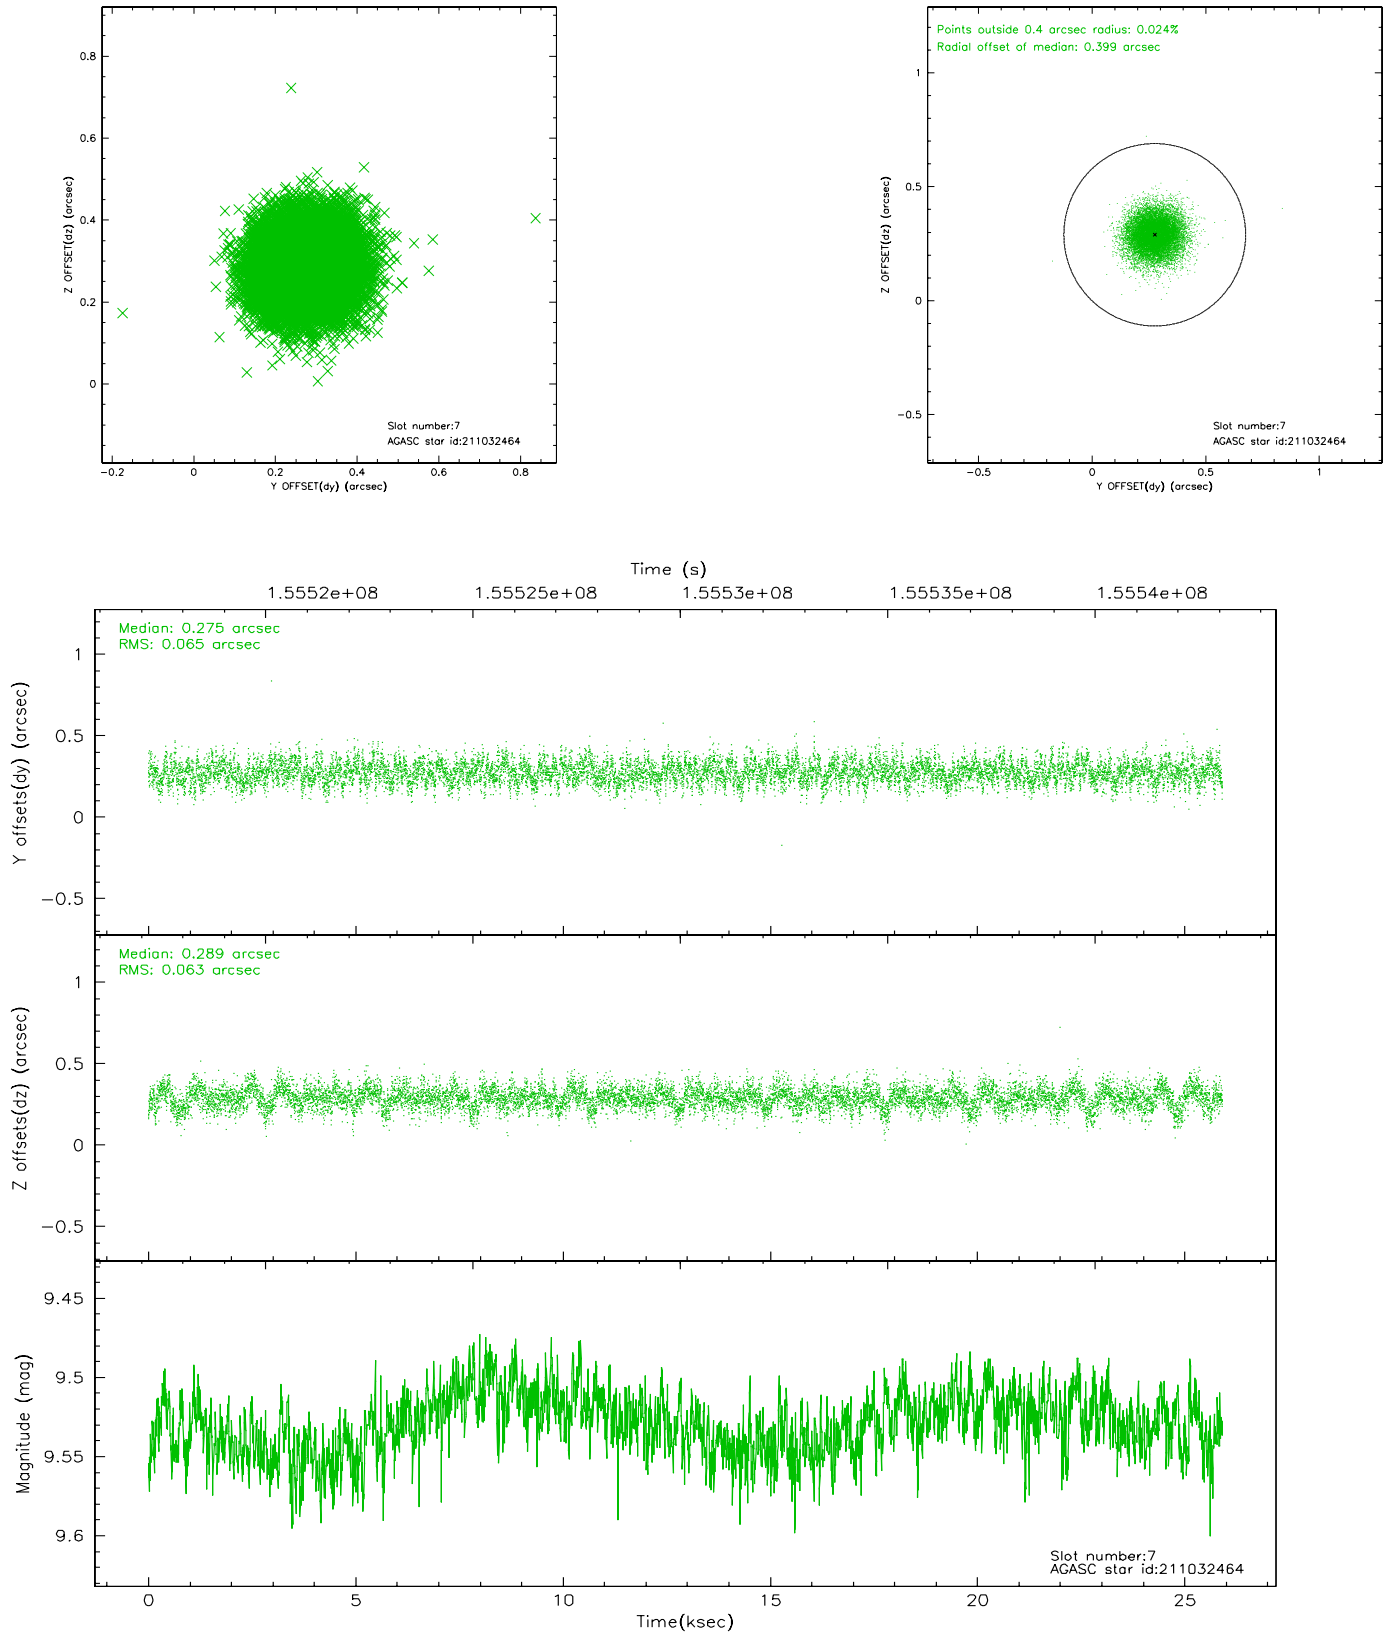 0.8
0.6
0.4
0.2
0
Z OFFSET(dz) (arcsec)
Slot number:7
AGASC star id:211032464
−0.2 0 0.2 0.4 0.6 0.8
Y OFFSET(dy) (arcsec)
Points outside 0.4 arcsec radius: 0.024%
Radial offset of median: 0.399 arcsec
1
0.5
0
−0.5
Z OFFSET(dz) (arcsec)
Slot number:7
AGASC star id:211032464
−0.5 0 0.5 1
Y OFFSET(dy) (arcsec)
Time (s)
1.5552e+08 1.55525e+08 1.5553e+08 1.55535e+08 1.5554e+08
Median: 0.275 arcsec
RMS: 0.065 arcsec
1
0.5
0
−0.5
Y offsets(dy) (arcsec)
Median: 0.289 arcsec
RMS: 0.063 arcsec
1
0.5
0
−0.5
Z offsets(dz) (arcsec)
9.45
9.5
9.55
9.6
Magnitude (mag)
Slot number:7
AGASC star id:211032464
0 5 10 15 20 25
Time(ksec)